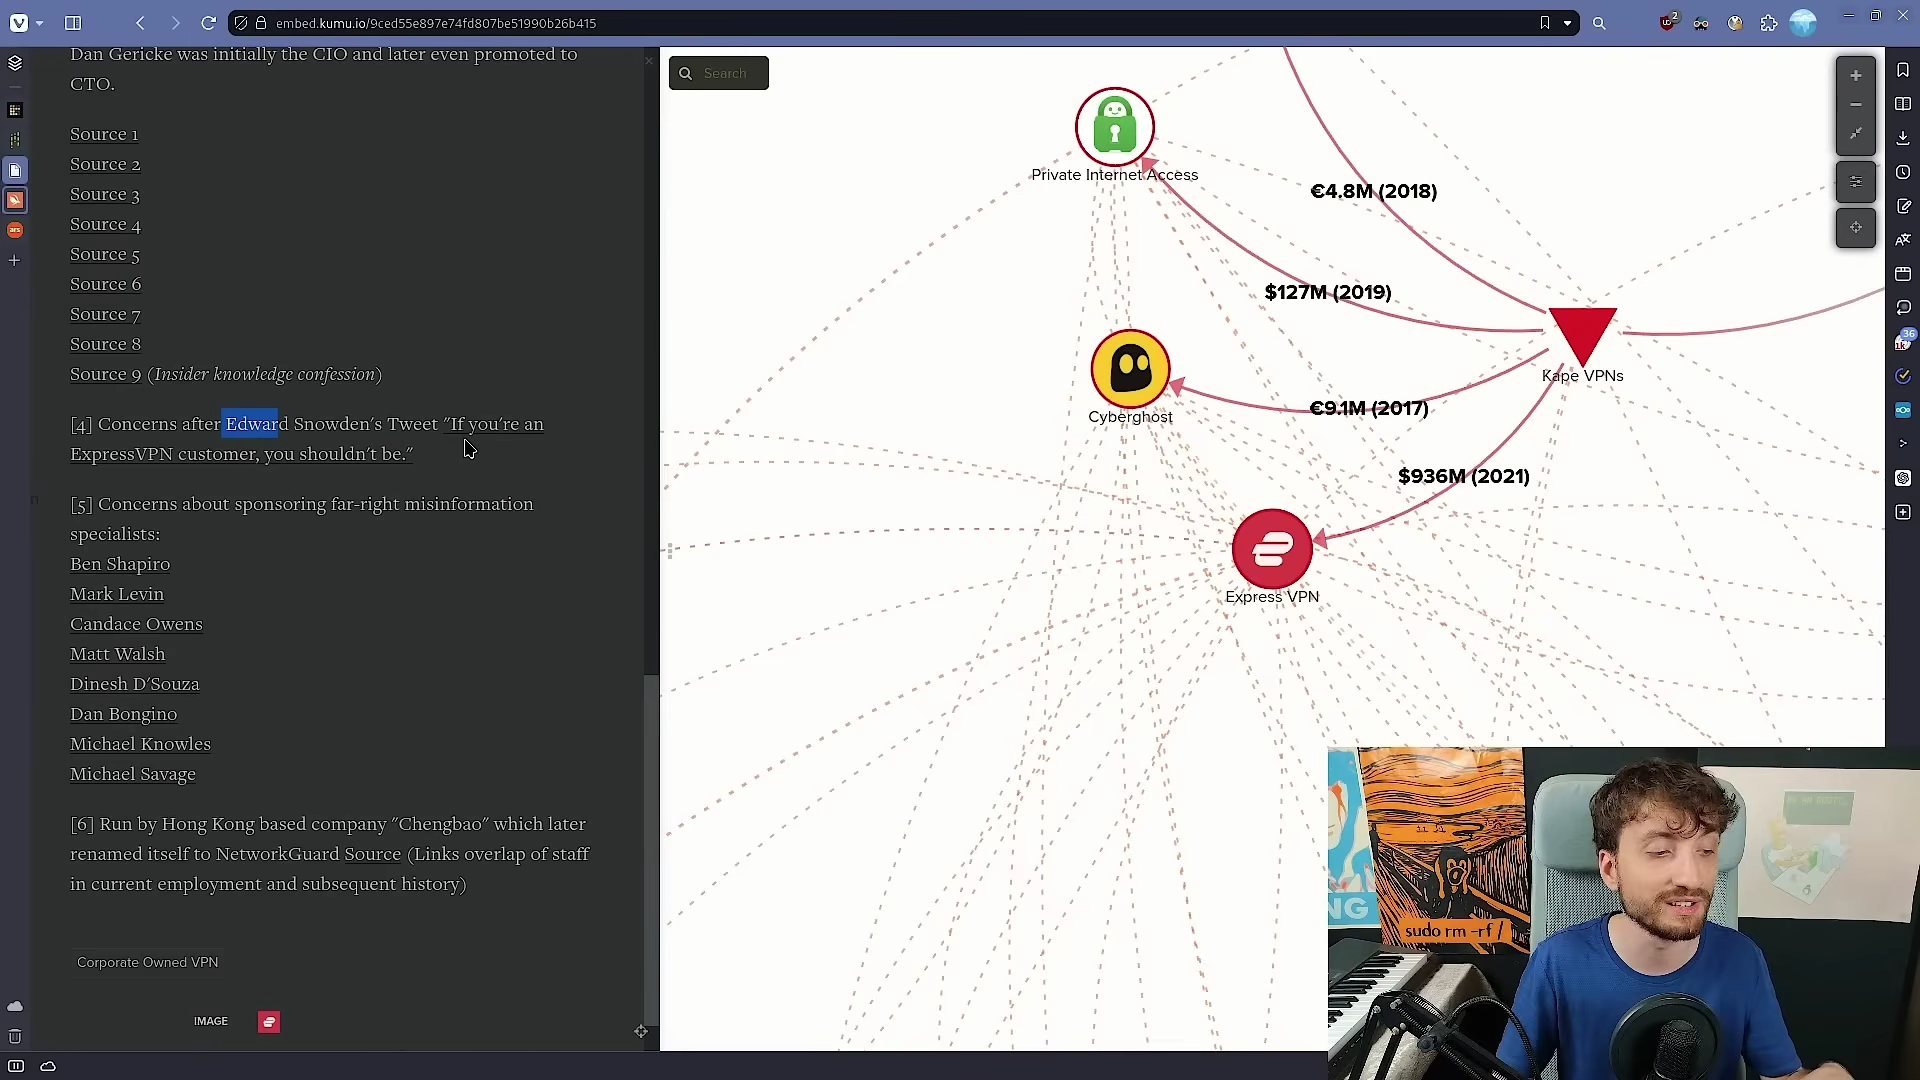 embed.kumu.io/9ced55e897e74fd807be51990b26b415
2
Dan Gericke was initially the CIO and later even promoted to
CTO.
Source 1
Source 2
Source 3
Source 4
Source 5
Source 6
Source 7
Source 8
Source 9 (Insider knowledge confession)
[4] Concerns after Edward Snowden's Tweet "If you're an
ExpressVPN customer, you shouldn't be."
[5] Concerns about sponsoring far-right misinformation
specialists:
Ben Shapiro
Mark Levin
Candace Owens
Matt Walsh
Dinesh D'Souza
Dan Bongino
Michael Knowles
Michael Savage
[6] Run by Hong Kong based company "Chengbao" which later
renamed itself to NetworkGuard Source (Links overlap of staff
in current employment and subsequent history)
Corporate Owned VPN
IMAGE
ars
Search
Private Internet Access
€4.8M (2018)
$127M (2019)
Kape VPNs
Cyberghost
€9.1M (2017)
$936M (2021)
Express VPN
36
NG
sudo rm -rf /